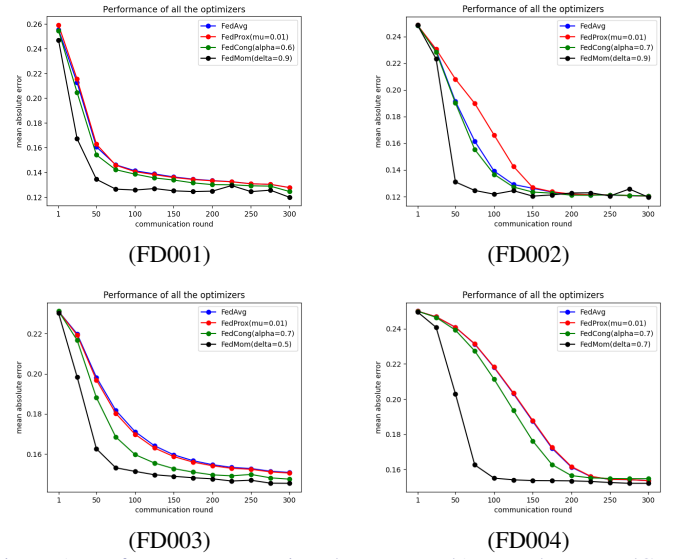 Performance of all the optimizers
FedAvg
FedProx(mu=0.01)
FedCong(alpha=0.6)
FedMom(delta=0.9)
mean absolute error
0.26
0.24
0.22
0.20
0.18
0.16
0.14
0.12
1 50 100 150 200 250 300
communication round
(FD001)
Performance of all the optimizers
FedAvg
FedProx(mu=0.01)
FedCong(alpha=0.7)
FedMom(delta=0.9)
mean absolute error
0.24
0.22
0.20
0.18
0.16
0.14
0.12
1 50 100 150 200 250 300
communication round
(FD002)
Performance of all the optimizers
FedAvg
FedProx(mu=0.01)
FedCong(alpha=0.7)
FedMom(delta=0.5)
mean absolute error
0.22
0.20
0.18
0.16
1 50 100 150 200 250 300
communication round
(FD003)
Performance of all the optimizers
FedAvg
FedProx(mu=0.01)
FedCong(alpha=0.7)
FedMom(delta=0.7)
mean absolute error
0.24
0.22
0.20
0.18
0.16
1 50 100 150 200 250 300
communication round
(FD004)